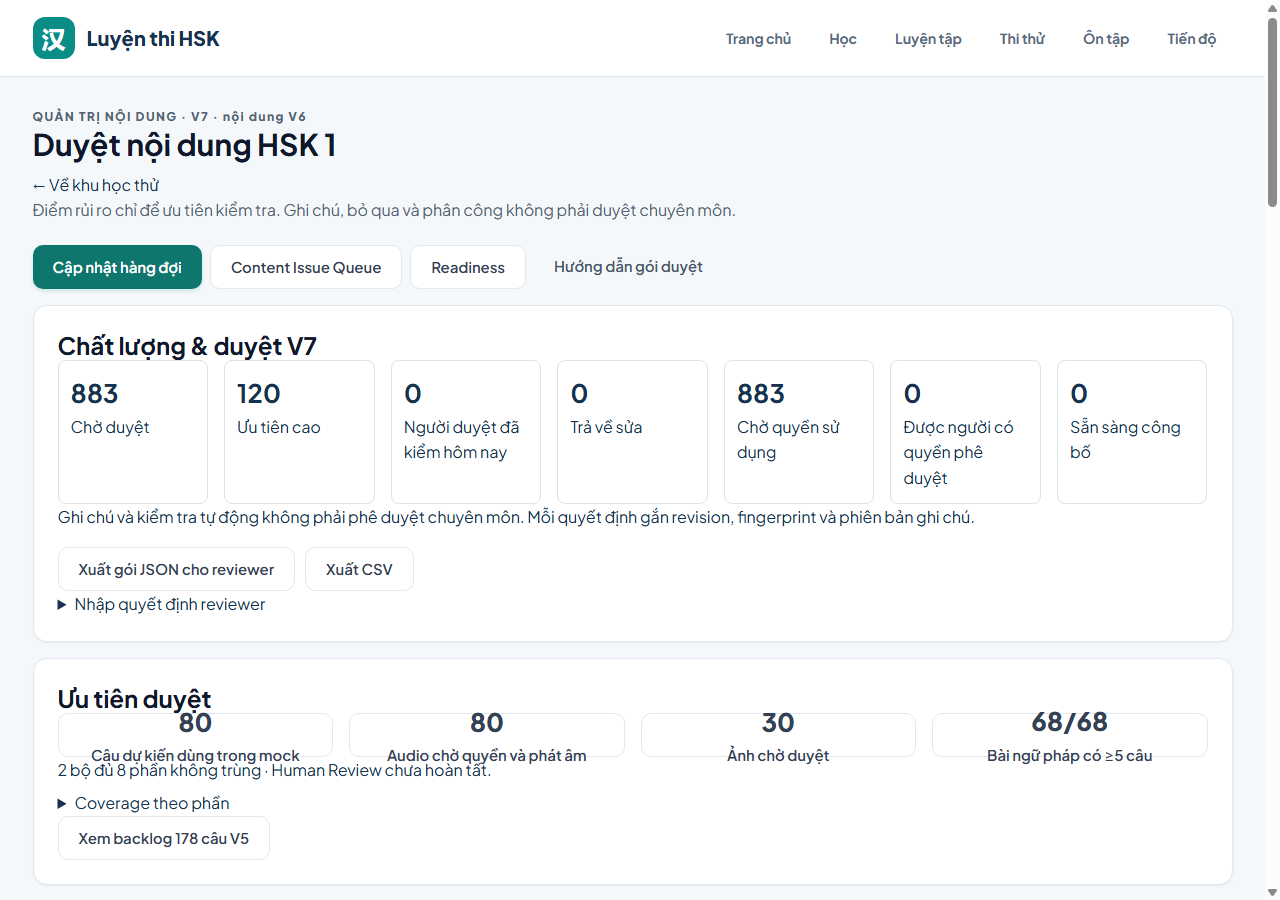 汉 Luyện thi HSK
Trang chủ Học Luyện tập Thi thử Ôn tập Tiến độ
QUẢN TRỊ NỘI DUNG · V7 · nội dung V6
Duyệt nội dung HSK 1
← Về khu học thử
Điểm rủi ro chỉ để ưu tiên kiểm tra. Ghi chú, bỏ qua và phân công không phải duyệt chuyên môn.
Cập nhật hàng đợi Content Issue Queue Readiness Hướng dẫn gói duyệt
Chất lượng & duyệt V7
883
Chờ duyệt
120
Ưu tiên cao
0
Người duyệt đã
kiểm hôm nay
0
Trả về sửa
883
Chờ quyền sử
dụng
0
Được người có
quyền phê
duyệt
0
Sẵn sàng công
bố
Ghi chú và kiểm tra tự động không phải phê duyệt chuyên môn. Mỗi quyết định gắn revision, fingerprint và phiên bản ghi chú.
Xuất gói JSON cho reviewer Xuất CSV
▶ Nhập quyết định reviewer
Ưu tiên duyệt
80
Câu dự kiến dùng trong mock
80
Audio chờ quyền và phát âm
30
Ảnh chờ duyệt
68/68
Bài ngữ pháp có ≥5 câu
2 bộ đủ 8 phần không trùng · Human Review chưa hoàn tất.
▶ Coverage theo phần
Xem backlog 178 câu V5